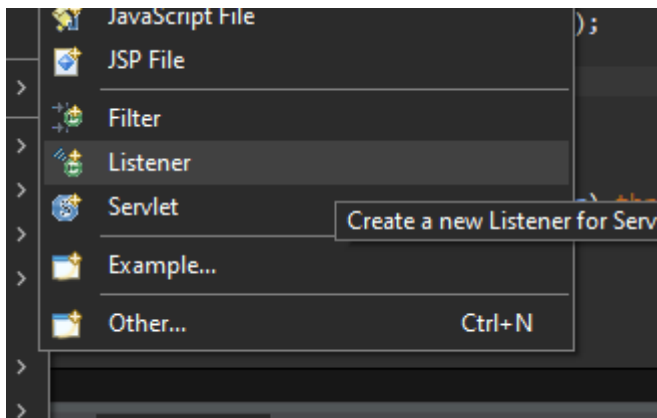 JavaScript File
);
JSP File
Filter
Listener
Servlet
Create a new Listener for Serv
Example...
Other... Ctrl+N